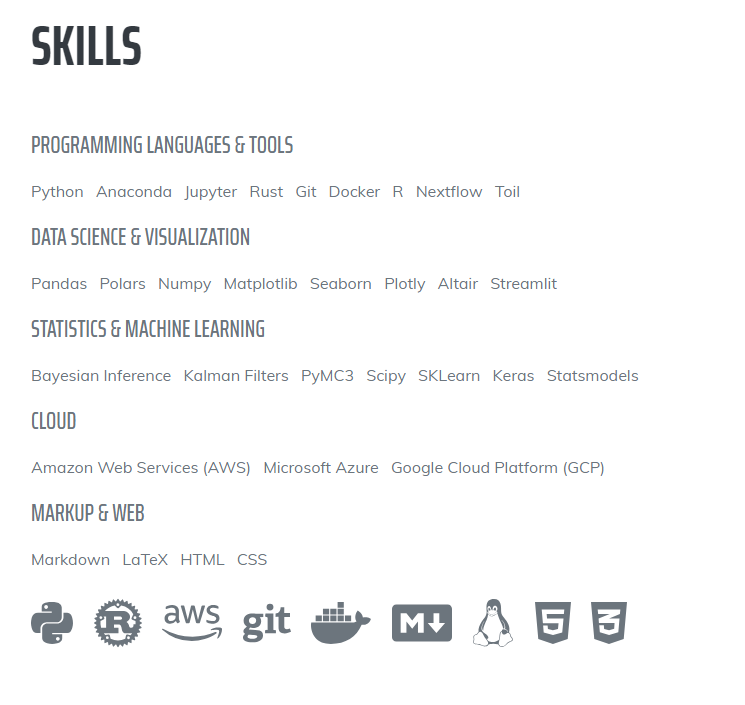 SKILLS
PROGRAMMING LANGUAGES & TOOLS
Python Anaconda Jupyter Rust Git Docker R Nextflow Toil
DATA SCIENCE & VISUALIZATION
Pandas Polars Numpy Matplotlib Seaborn Plotly Altair Streamlit
STATISTICS & MACHINE LEARNING
Bayesian Inference Kalman Filters PyMC3 Scipy SKLearn Keras Statsmodels
CLOUD
Amazon Web Services (AWS) Microsoft Azure Google Cloud Platform (GCP)
MARKUP & WEB
Markdown LaTeX HTML CSS
R aws git M 5 3